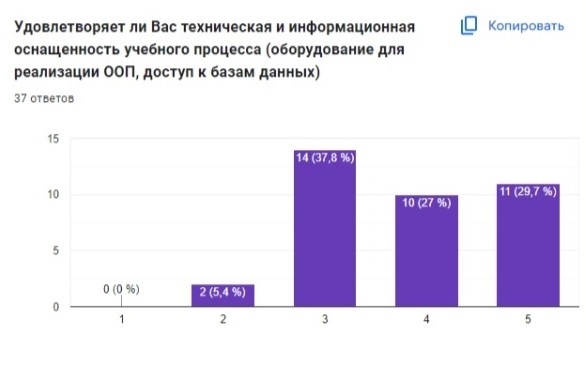 Удовлетворяет ли Вас техническая и информационная
Копировать
оснащенность учебного процесса (оборудование для
реализации ООП, доступ к базам данных)
37 ответов
15
14 (37,8 %)
10
11 (29,7 %)
10 (27 %)
5
0 (0 %)
2 (5,4 %)
0
1 2 3 4 5